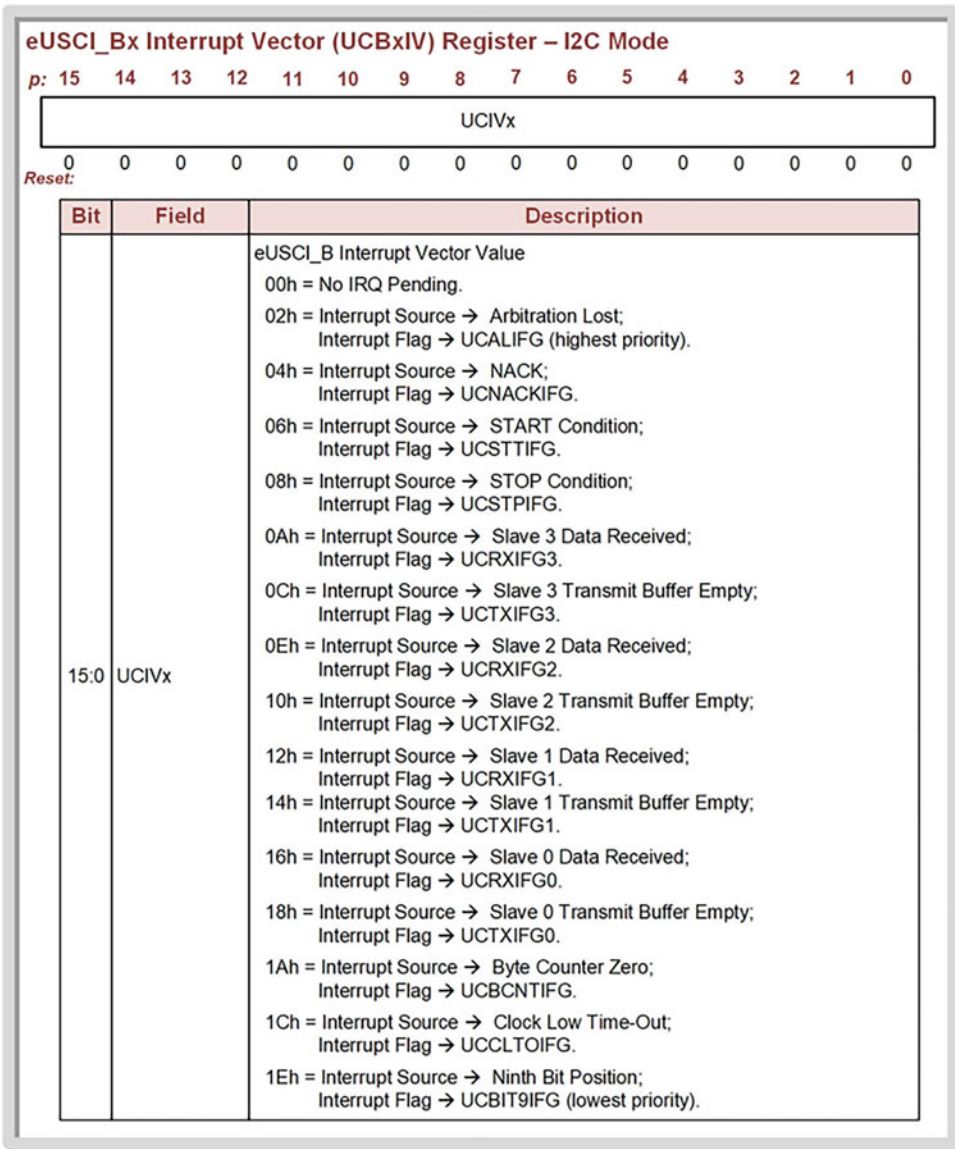 eUSCI_Bx Interrupt Vector (UCBxIV) Register – I2C Mode
p: 15 14 13 12 11 10 9 8 7 6 5 4 3 2 1 0
UCIVx
0 0 0 0 0 0 0 0 0 0 0 0 0 0 0 0
Reset:
Bit Field Description
eUSCI_B Interrupt Vector Value
00h = No IRQ Pending.
02h = Interrupt Source → Arbitration Lost;
Interrupt Flag → UCALIFG (highest priority).
04h = Interrupt Source → NACK;
Interrupt Flag → UCNACKIFG.
06h = Interrupt Source → START Condition;
Interrupt Flag → UCSTTIFG.
08h = Interrupt Source → STOP Condition;
Interrupt Flag → UCSTPIFG.
0Ah = Interrupt Source → Slave 3 Data Received;
Interrupt Flag → UCRXIFG3.
0Ch = Interrupt Source → Slave 3 Transmit Buffer Empty;
Interrupt Flag → UCTXIFG3.
0Eh = Interrupt Source → Slave 2 Data Received;
Interrupt Flag → UCRXIFG2.
15:0 UCIVx
10h = Interrupt Source → Slave 2 Transmit Buffer Empty;
Interrupt Flag → UCTXIFG2.
12h = Interrupt Source → Slave 1 Data Received;
Interrupt Flag → UCRXIFG1.
14h = Interrupt Source → Slave 1 Transmit Buffer Empty;
Interrupt Flag → UCTXIFG1.
16h = Interrupt Source → Slave 0 Data Received;
Interrupt Flag → UCRXIFG0.
18h = Interrupt Source → Slave 0 Transmit Buffer Empty;
Interrupt Flag → UCTXIFG0.
1Ah = Interrupt Source → Byte Counter Zero;
Interrupt Flag → UCBCNTIFG.
1Ch = Interrupt Source → Clock Low Time-Out;
Interrupt Flag → UCCLTOIFG.
1Eh = Interrupt Source → Ninth Bit Position;
Interrupt Flag → UCBIT9IFG (lowest priority).